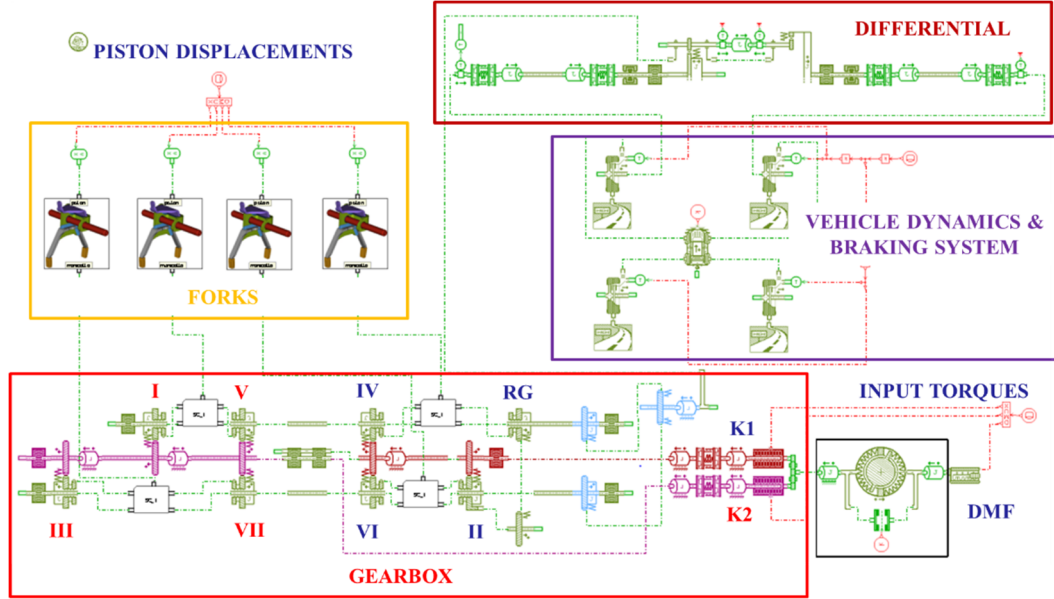 DIFFERENTIAL
PISTON DISPLACEMENTS
VEHICLE DYNAMICS &
BRAKING SYSTEM
FORKS
I V IV RG
INPUT TORQUES
K1
K2
DMF
III VII VI II
GEARBOX